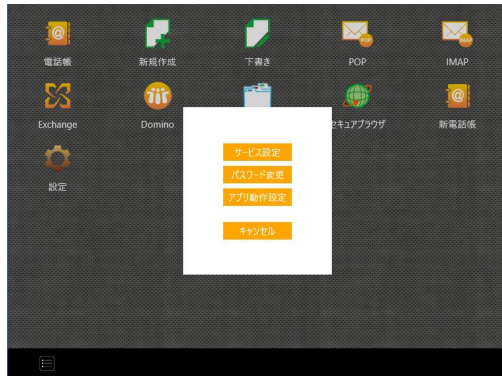 電話帳
新規作成
下書き
POP
IMAP
Exchange
Domino
セキュアブラウザ
新電話帳
設定
サービス設定
パスワード変更
アプリ動作設定
キャンセル